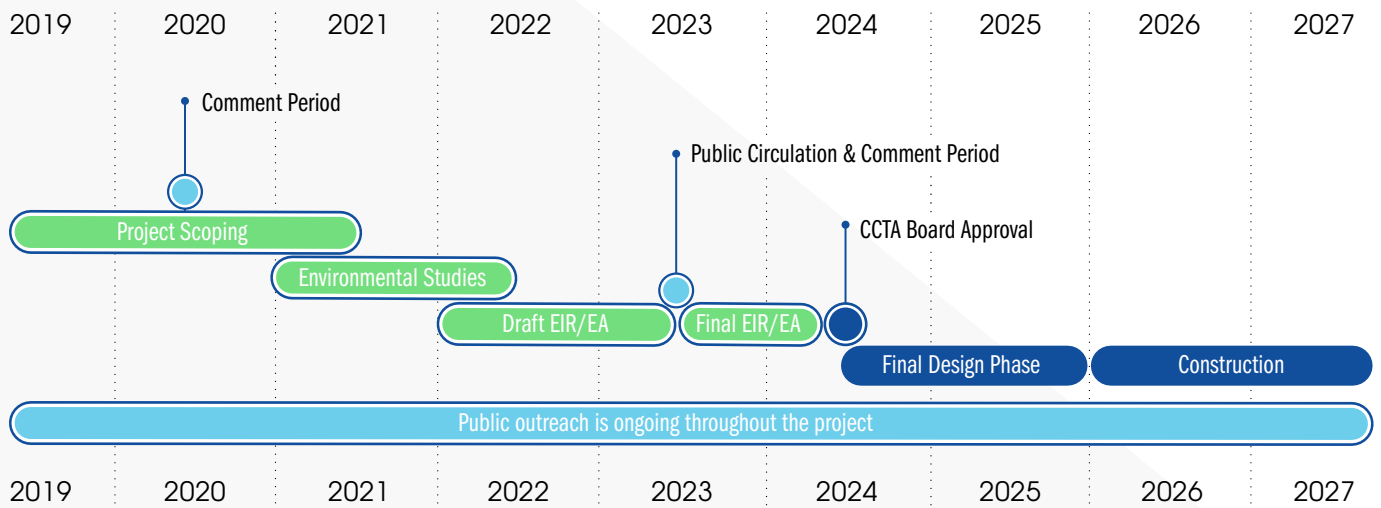 2019 2020 2021 2022 2023 2024 2025 2026 2027
Comment Period
Public Circulation & Comment Period
CCTA Board Approval
Project Scoping
Environmental Studies
Draft EIR/EA
Final EIR/EA
Final Design Phase
Construction
Public outreach is ongoing throughout the project
2019 2020 2021 2022 2023 2024 2025 2026 2027